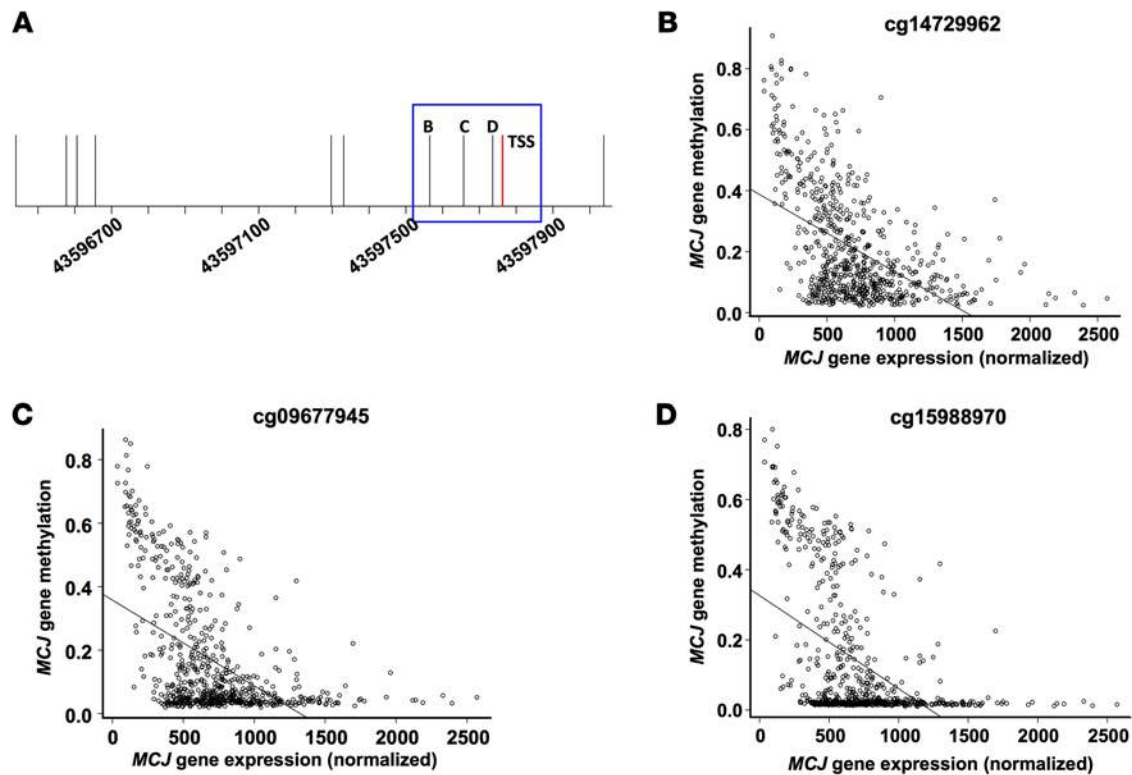 A
B
C
D
TSS
43596700
43597100
43597500
43597900
B
cg14729962
MCJ gene methylation
0.8
0.6
0.4
0.2
0.0
0
500
1000
1500
2000
2500
MCJ gene expression (normalized)
C
cg09677945
MCJ gene methylation
0.8
0.6
0.4
0.2
0.0
0
500
1000
1500
2000
2500
MCJ gene expression (normalized)
D
cg15988970
MCJ gene methylation
0.8
0.6
0.4
0.2
0.0
0
500
1000
1500
2000
2500
MCJ gene expression (normalized)